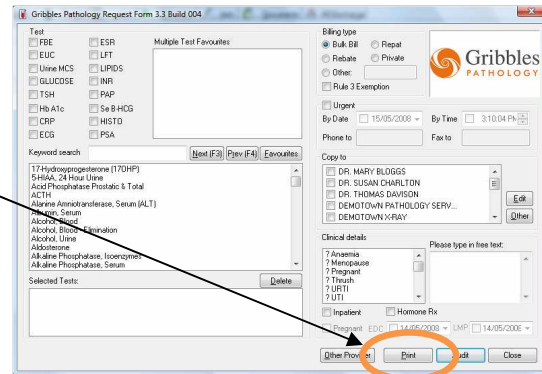 Gribbles Pathology Request Form 3.3 Build 004
Test
FBE
ESR
EUC
LFT
Urine MCS
LIPIDS
GLUCOSE
INR
TSH
PAP
Hb A1c
Se B-HCG
CRP
HISTO
ECG
PSA
Multiple Test Favourites
Keyword search
Next (F3)
Prev (F4)
Favourites
17-Hydroxyprogesterone (17OHP)
5-HIAA, 24 Hour Urine
Acid Phosphatase Prostatic & Total
ACTH
Alanine Amniotransferase, Serum (ALT)
Albumin, Serum
Alcohol, Blood
Alcohol, Blood - Elimination
Alcohol, Urine
Aldosterone
Alkaline Phosphatase, Isoenzymes
Alkaline Phosphatase, Serum
Selected Tests:
Delete
Billing type
Bulk Bill
Repat
Rebate
Private
Other:
Rule 3 Exemption
Gribbles
PATHOLOGY
Urgent
By Date
15/05/2008
By Time
3:10:04 PM
Phone to
Fax to
Copy to
DR. MARY BLOGGS
DR. SUSAN CHARLTON
DR. THOMAS DAVISON
DEMOTOWN PATHOLOGY SERV...
DEMOTOWN X-RAY
Edit
Other
Clinical details
Please type in free text:
? Anaemia
? Menopause
? Pregnant
? Thrush
? URTI
? UTI
Inpatient
Hormone Rx
Pregnant
EDC
14/05/2008
LMP
14/05/2008
Other Provider
Print
Audit
Close